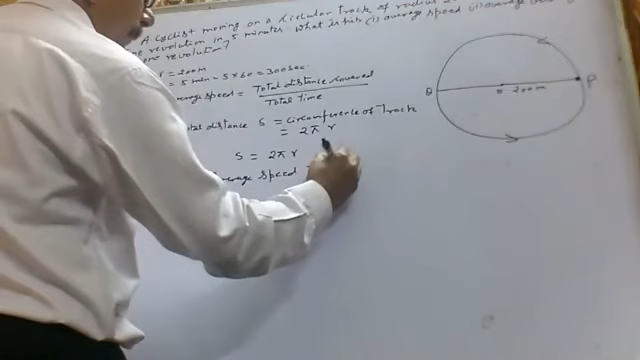 A cyclist moving on a circular track of radius
revolution in 5 minutes. What is his (i) average speed (ii) average
one revolution?
r = 200m
= 5 min = 5 x 60 = 300 sec.
average speed = Total distance covered
Total time
Total distance S = circumference of Track
= 2π r
S = 2π r
Average speed
Q
200m
P